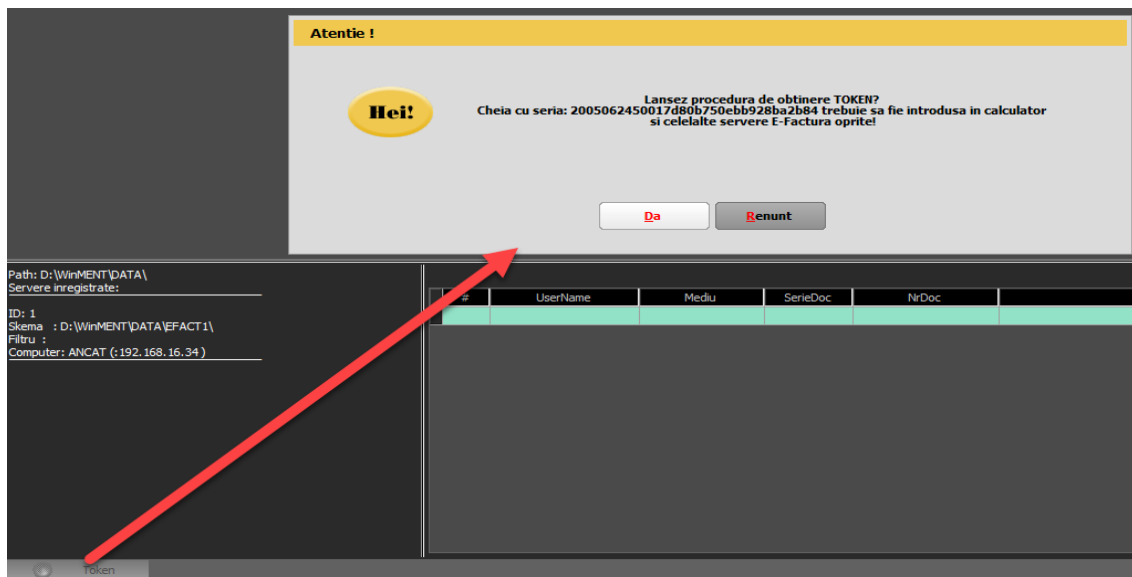 Atentie !
Hei!
Lansez procedura de obtinere TOKEN?
Cheia cu seria: 2005062450017d80b750ebb928ba2b84 trebuie sa fie introdusa in calculator
si celelalte servere E-Factura oprite!
Da
Renunt
Path: D:\WinMENT\DATA\
Servere inregistrate:
ID: 1
Skema : D:\WinMENT\DATA\EFACT1\
Filtru :
Computer: ANCAT (:192.168.16.34 )
# UserName Mediu SerieDoc NrDoc
Token